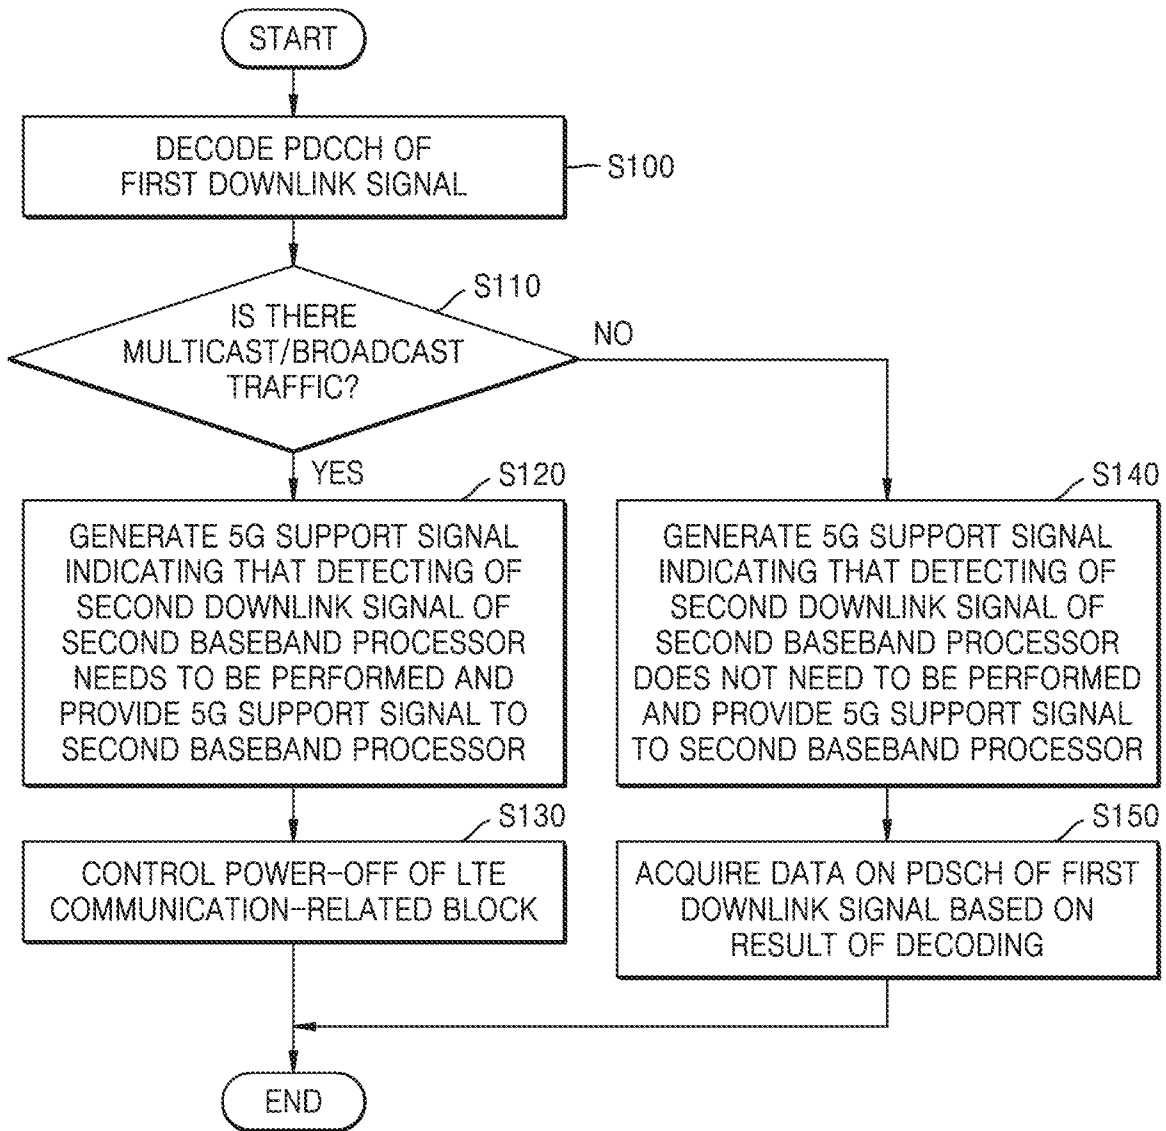 START
DECODE PDCCH OF
FIRST DOWNLINK SIGNAL
S100
S110
IS THERE
MULTICAST/BROADCAST
TRAFFIC?
NO
YES
S120
GENERATE 5G SUPPORT SIGNAL
INDICATING THAT DETECTING OF
SECOND DOWNLINK SIGNAL OF
SECOND BASEBAND PROCESSOR
NEEDS TO BE PERFORMED AND
PROVIDE 5G SUPPORT SIGNAL TO
SECOND BASEBAND PROCESSOR
S140
GENERATE 5G SUPPORT SIGNAL
INDICATING THAT DETECTING OF
SECOND DOWNLINK SIGNAL OF
SECOND BASEBAND PROCESSOR
DOES NOT NEED TO BE PERFORMED
AND PROVIDE 5G SUPPORT SIGNAL
TO SECOND BASEBAND PROCESSOR
S130
CONTROL POWER-OFF OF LTE
COMMUNICATION-RELATED BLOCK
S150
ACQUIRE DATA ON PDSCH OF FIRST
DOWNLINK SIGNAL BASED ON
RESULT OF DECODING
END